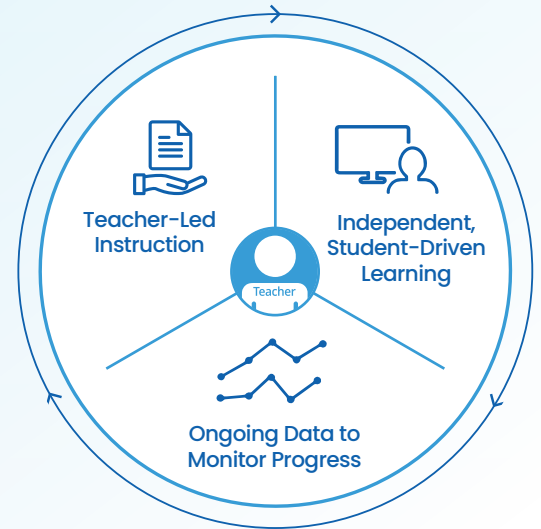 Teacher-Led
Instruction
Independent,
Student-Driven
Learning
Teacher
Ongoing Data to
Monitor Progress